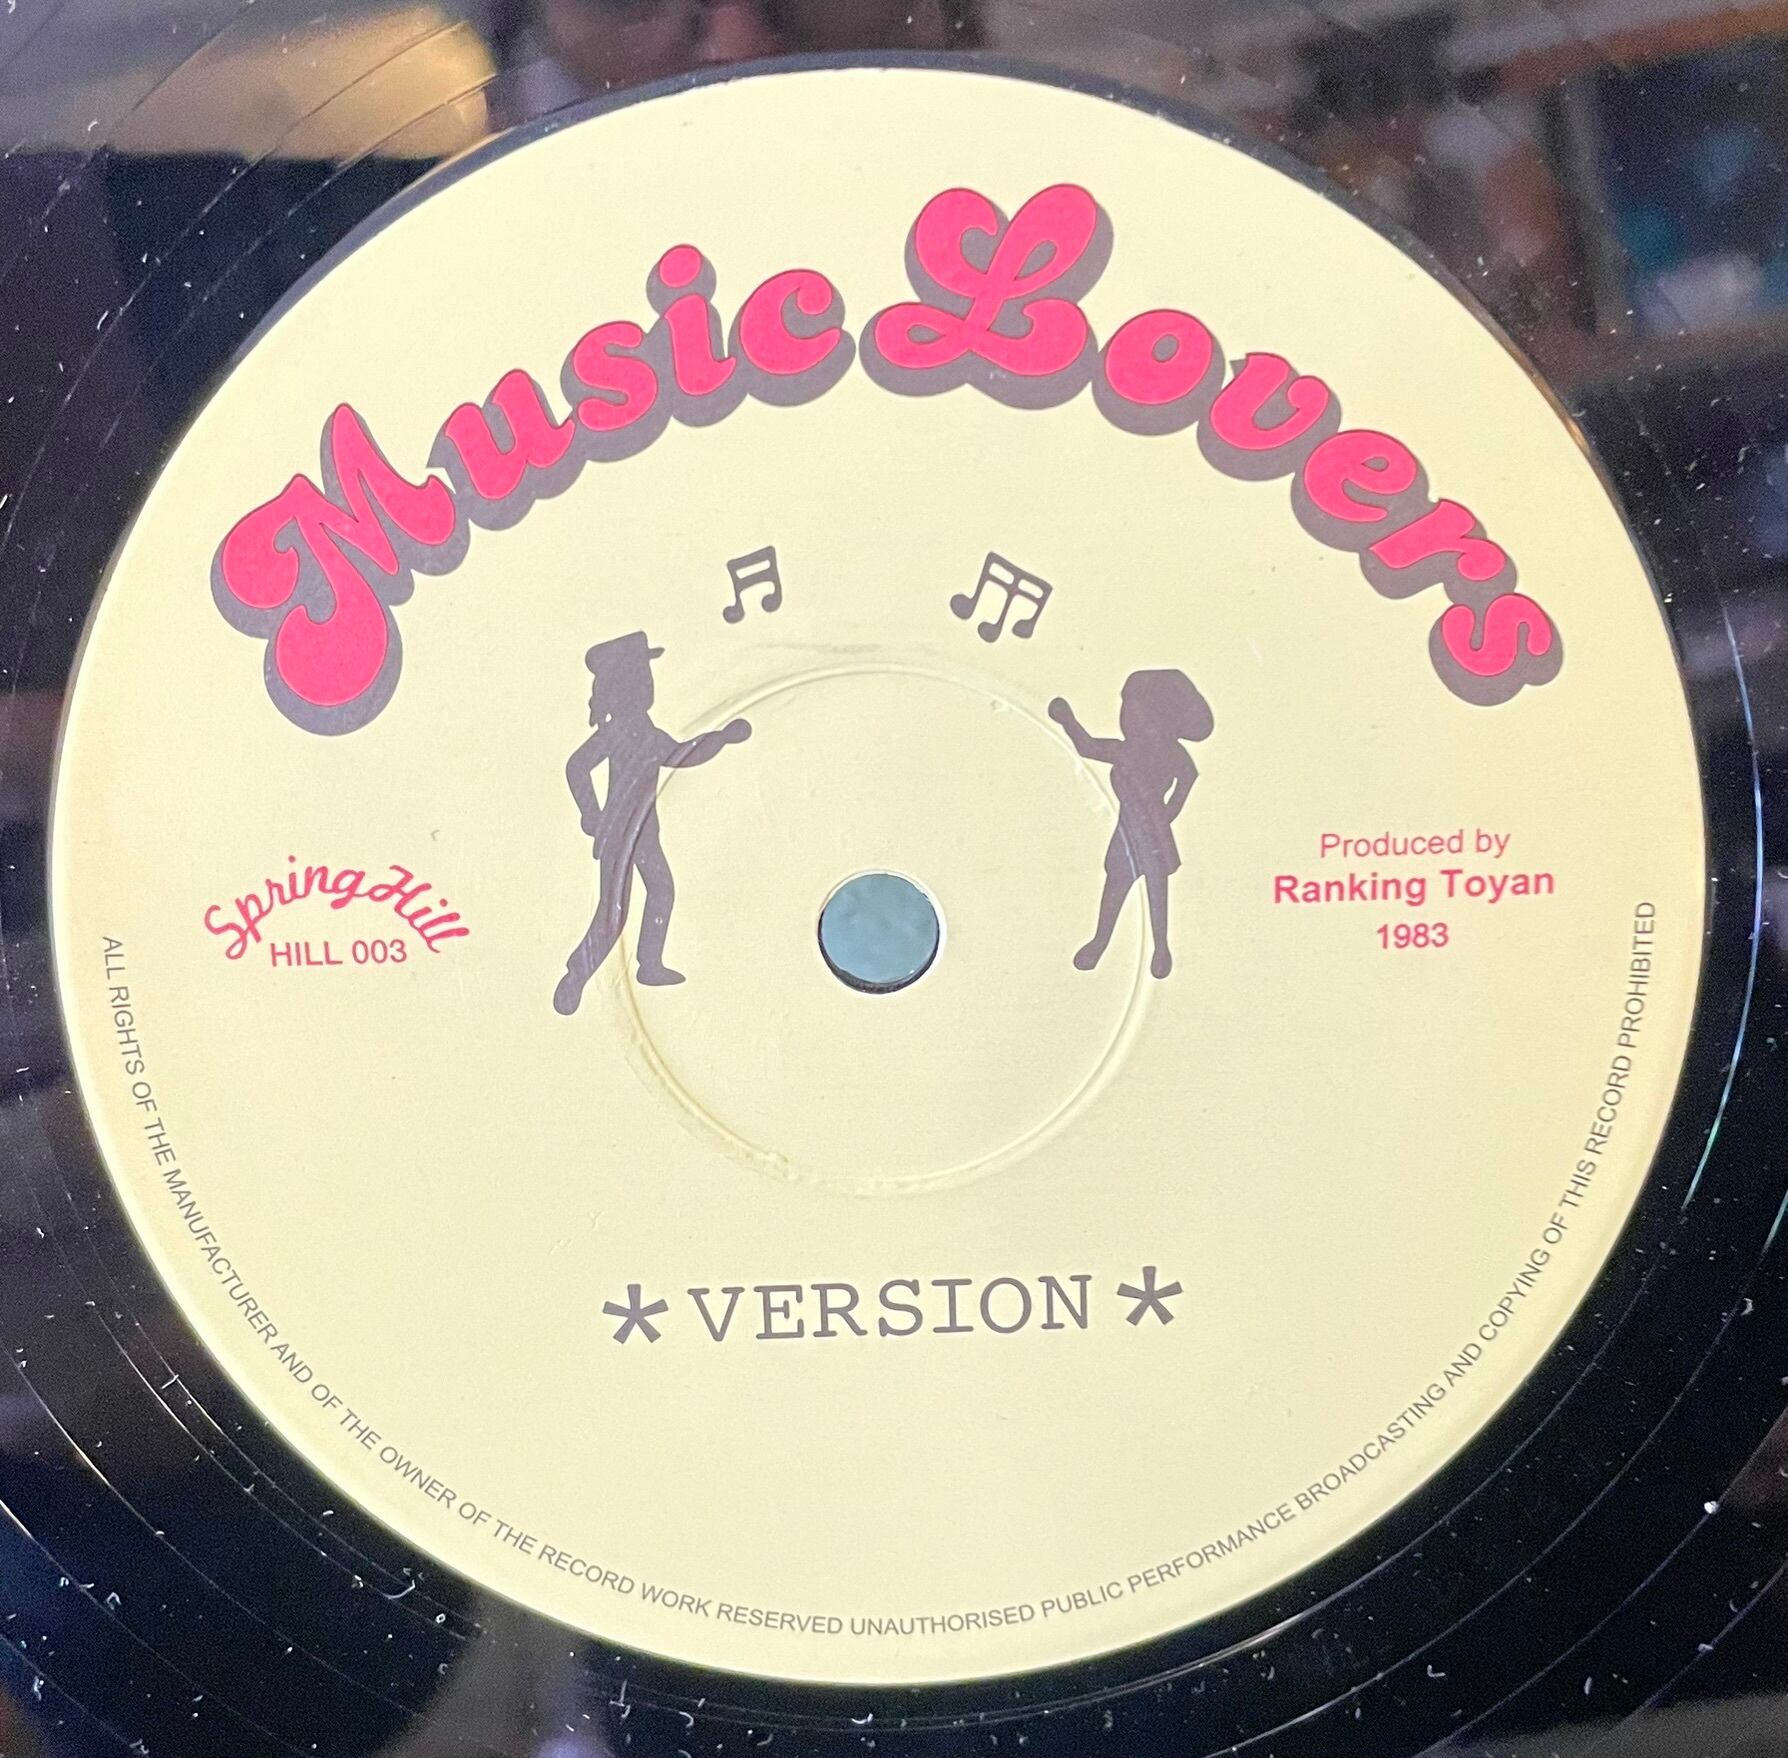 Music Lovers
Spring Hill
HILL 003
Produced by
Ranking Toyan
1983
*VERSION*
ALL RIGHTS OF THE MANUFACTURER AND OF THE OWNER OF THE RECORD WORK RESERVED UNAUTHORISED PUBLIC PERFORMANCE BROADCASTING AND COPYING OF THIS RECORD PROHIBITED